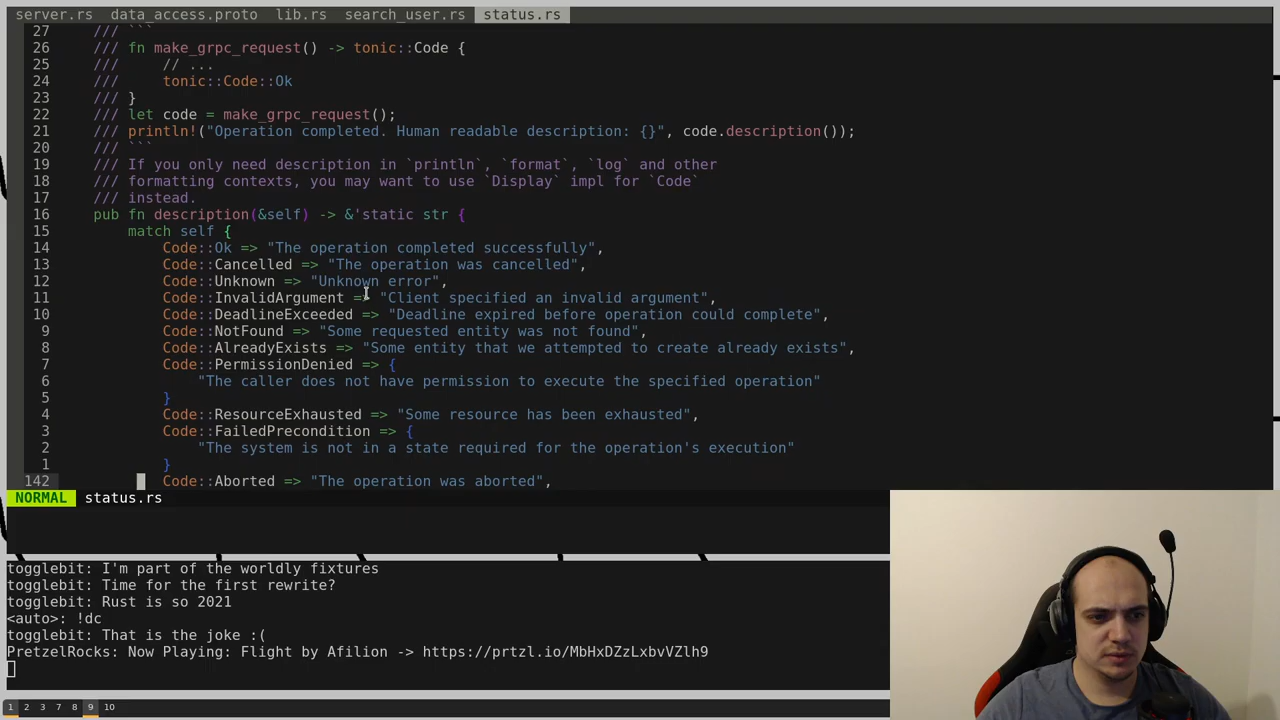 server.rs data_access.proto lib.rs search_user.rs status.rs
27 /// ```
26 /// fn make_grpc_request() -> tonic::Code {
25 ///     // ...
24 ///     tonic::Code::Ok
23 /// }
22 /// let code = make_grpc_request();
21 /// println!("Operation completed. Human readable description: {}", code.description());
20 /// ```
19 /// If you only need description in `println`, `format`, `log` and other
18 /// formatting contexts, you may want to use `Display` impl for `Code`
17 /// instead.
16 pub fn description(&self) -> &'static str {
15     match self {
14         Code::Ok => "The operation completed successfully",
13         Code::Cancelled => "The operation was cancelled",
12         Code::Unknown => "Unknown error",
11         Code::InvalidArgument => "Client specified an invalid argument",
10         Code::DeadlineExceeded => "Deadline expired before operation could complete",
9         Code::NotFound => "Some requested entity was not found",
8         Code::AlreadyExists => "Some entity that we attempted to create already exists",
7         Code::PermissionDenied => {
6             "The caller does not have permission to execute the specified operation"
5         }
4         Code::ResourceExhausted => "Some resource has been exhausted",
3         Code::FailedPrecondition => {
2             "The system is not in a state required for the operation's execution"
1         }
142         Code::Aborted => "The operation was aborted",
NORMAL status.rs
togglebit: I'm part of the worldly fixtures
togglebit: Time for the first rewrite?
togglebit: Rust is so 2021
<auto>: !dc
togglebit: That is the joke :(
PretzelRocks: Now Playing: Flight by Afilion -> https://prtzl.io/MbHxDZzLxbvVZlh9
1 2 3 7 8 9 10